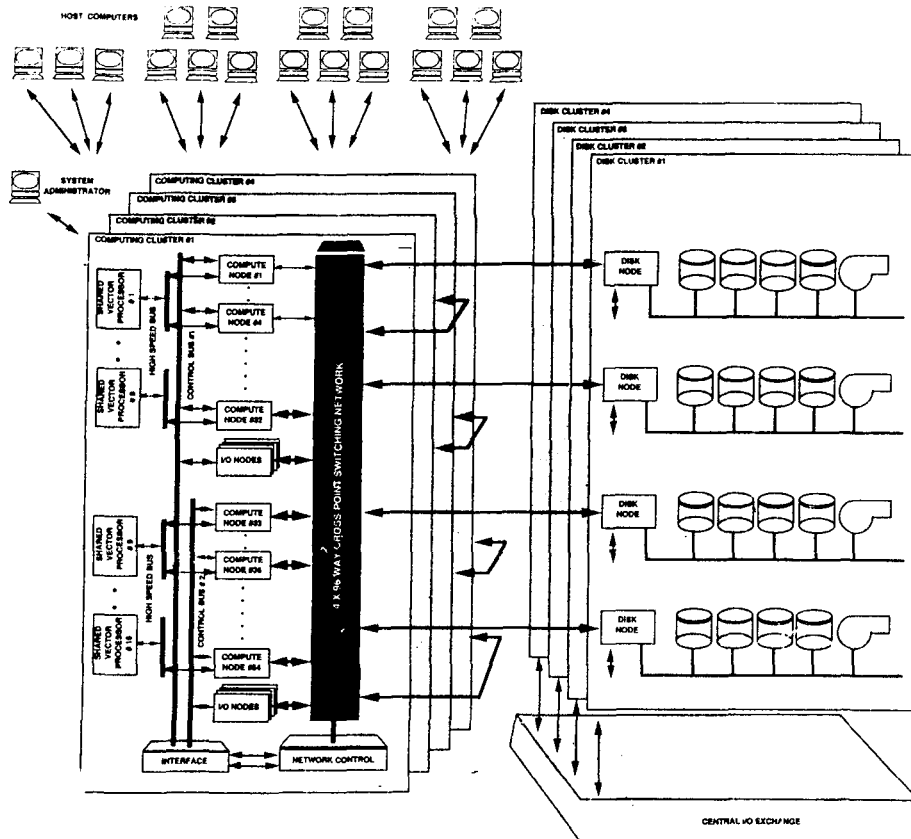 HOST COMPUTERS
SYSTEM
ADMINISTRATOR
COMPUTING CLUSTER #4
COMPUTING CLUSTER #3
COMPUTING CLUSTER #2
COMPUTING CLUSTER #1
SHARED
VECTOR
PROCESSOR
# 1
HIGH SPEED BUS
CONTROL BUS #1
COMPUTE
NODE #1
COMPUTE
NODE #4
SHARED
VECTOR
PROCESSOR
# 8
COMPUTE
NODE #32
I/O NODES
4 X 96 WAY CROSS-POINT SWITCHING NETWORK
SHARED
VECTOR
PROCESSOR
# 9
HIGH SPEED BUS
CONTROL BUS # 2
COMPUTE
NODE #33
COMPUTE
NODE #36
SHARED
VECTOR
PROCESSOR
# 16
COMPUTE
NODE #64
I/O NODES
INTERFACE
NETWORK CONTROL
DISK CLUSTER #4
DISK CLUSTER #3
DISK CLUSTER #2
DISK CLUSTER #1
DISK
NODE
DISK
NODE
DISK
NODE
DISK
NODE
CENTRAL I/O EXCHANGE